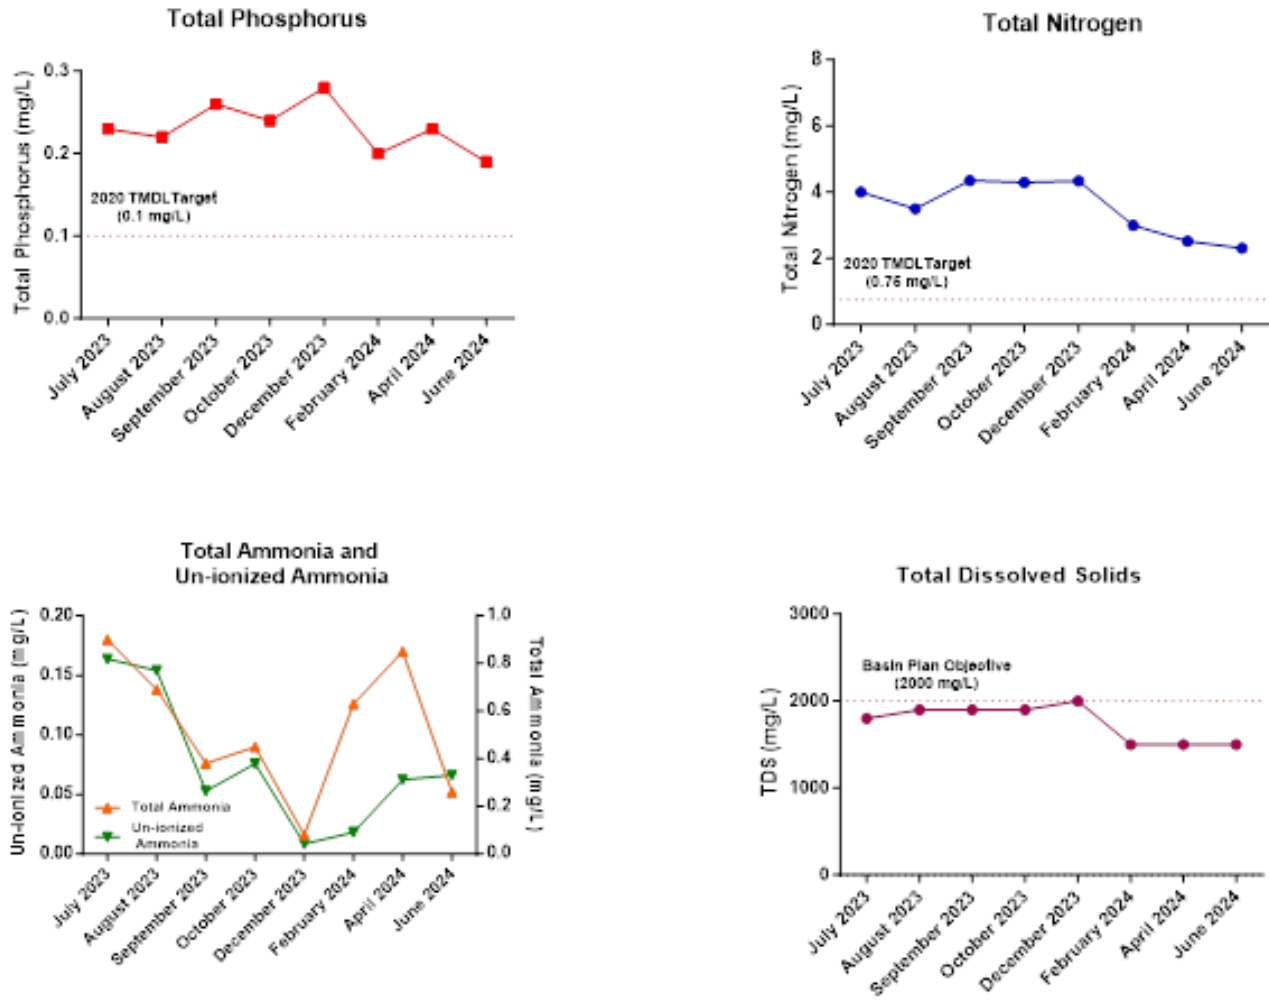 Total Phosphorus
Total Phosphorus (mg/L)
0.3
0.2
0.1
0.0
2020 TMDL Target
(0.1 mg/L)
July 2023
August 2023
September 2023
October 2023
December 2023
February 2024
April 2024
June 2024
Total Nitrogen
Total Nitrogen (mg/L)
8
6
4
2
0
2020 TMDL Target
(0.75 mg/L)
July 2023
August 2023
September 2023
October 2023
December 2023
February 2024
April 2024
June 2024
Total Ammonia and
Un-ionized Ammonia
Un-ionized Ammonia (mg/L)
0.20
0.15
0.10
0.05
0.00
Total Ammonia
Un-ionized
Ammonia
1.0
0.8
0.6
0.4
0.2
0.0
Total Ammonia (mg/L)
July 2023
August 2023
September 2023
October 2023
December 2023
February 2024
April 2024
June 2024
Total Dissolved Solids
TDS (mg/L)
3000
2000
1000
0
Basin Plan Objective
(2000 mg/L)
July 2023
August 2023
September 2023
October 2023
December 2023
February 2024
April 2024
June 2024